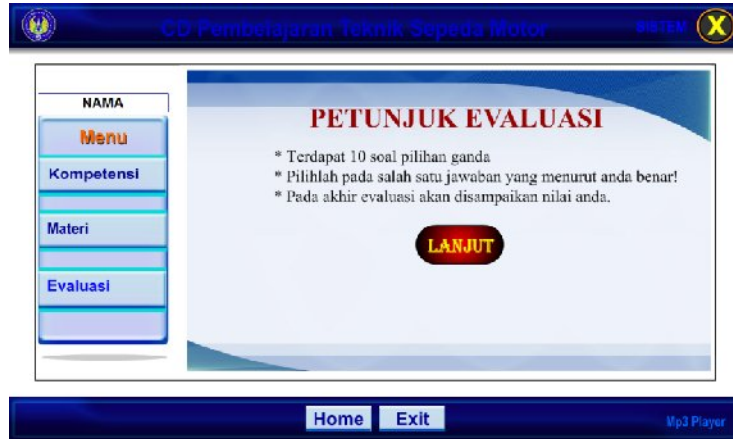 CD Pembelajaran Teknik Sepeda Motor
SISTEM
X
NAMA
Menu
Kompetensi
Materi
Evaluasi
PETUNJUK EVALUASI
* Terdapat 10 soal pilihan ganda
* Pilihlah pada salah satu jawaban yang menurut anda benar!
* Pada akhir evaluasi akan disampaikan nilai anda.
LANJUT
Home
Exit
Mp3 Player